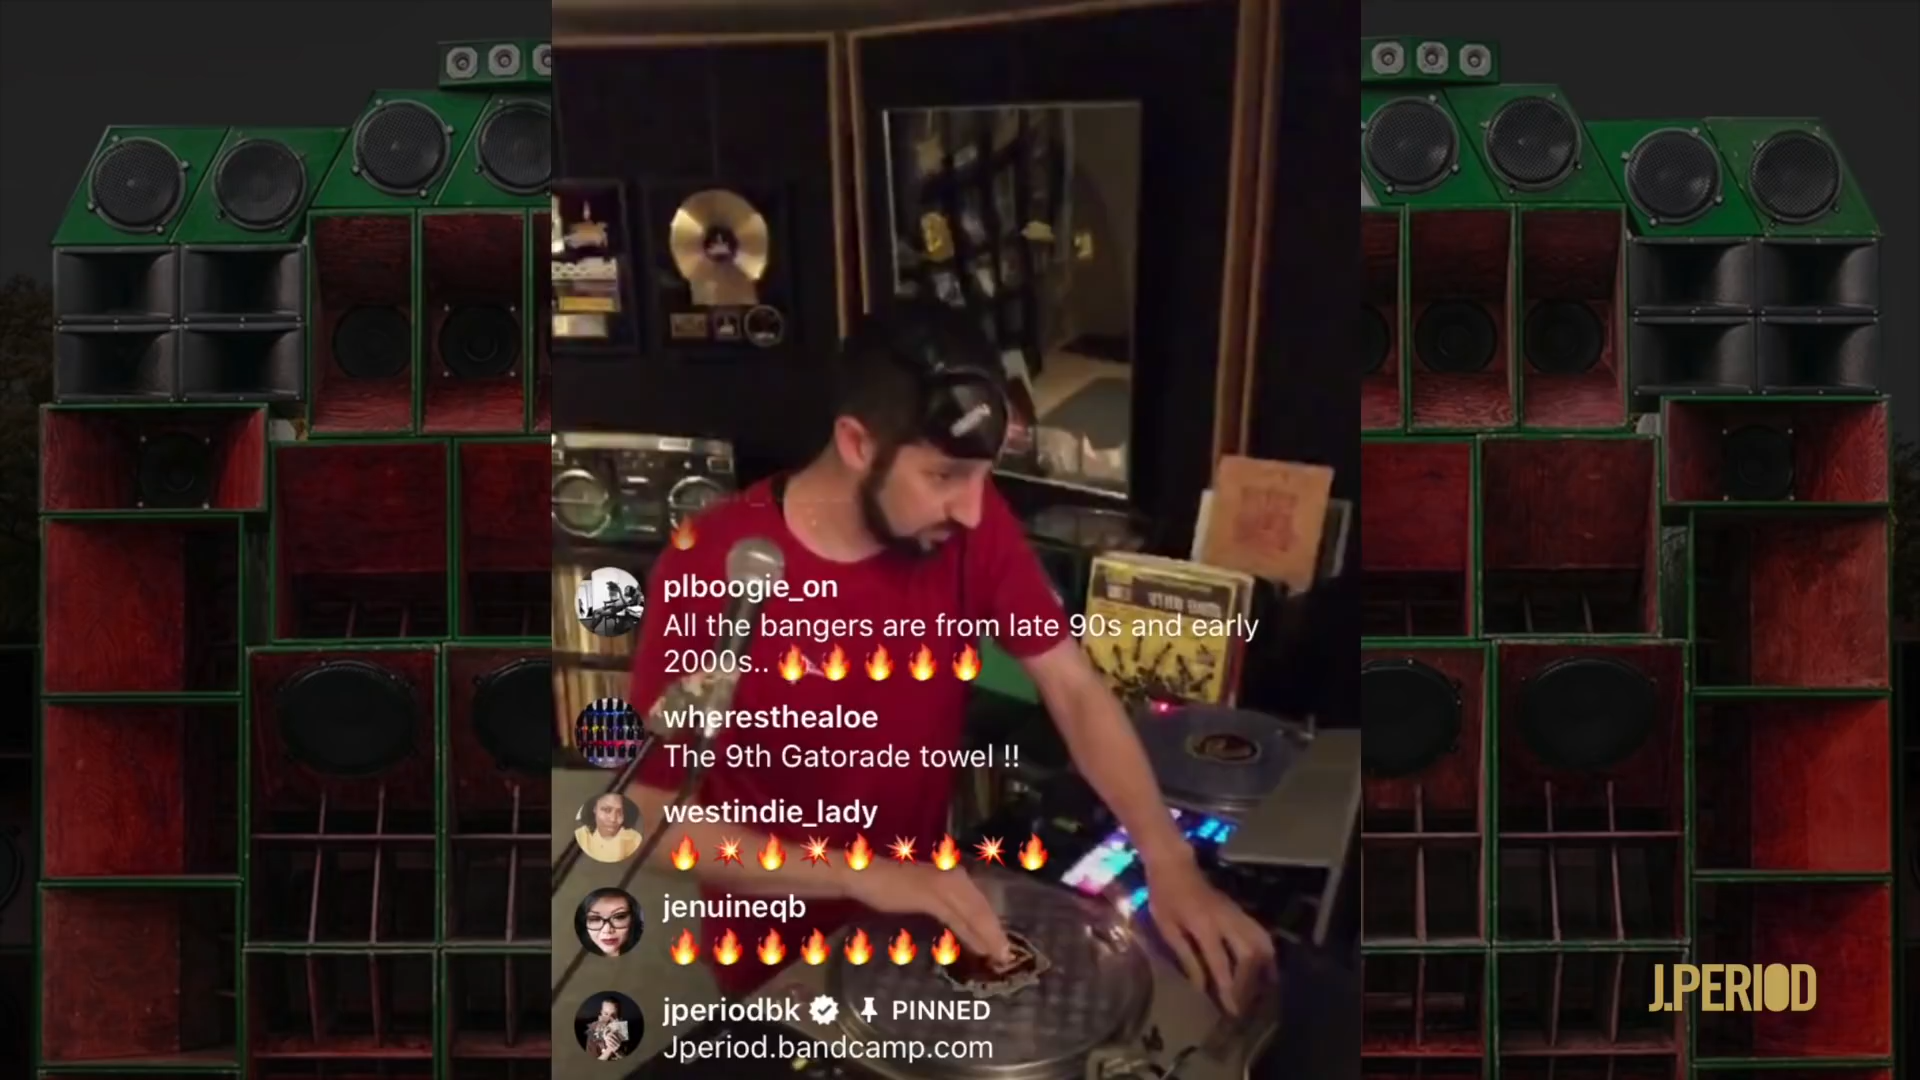 plboogie_on
All the bangers are from late 90s and early
2000s.. 🔥🔥🔥🔥🔥
wheresthealoe
The 9th Gatorade towel !!
westindie_lady
🔥💥🔥💥🔥💥🔥💥🔥
jenuineqb
🔥🔥🔥🔥🔥🔥🔥
jperiodbk PINNED
Jperiod.bandcamp.com
J.PERIOD